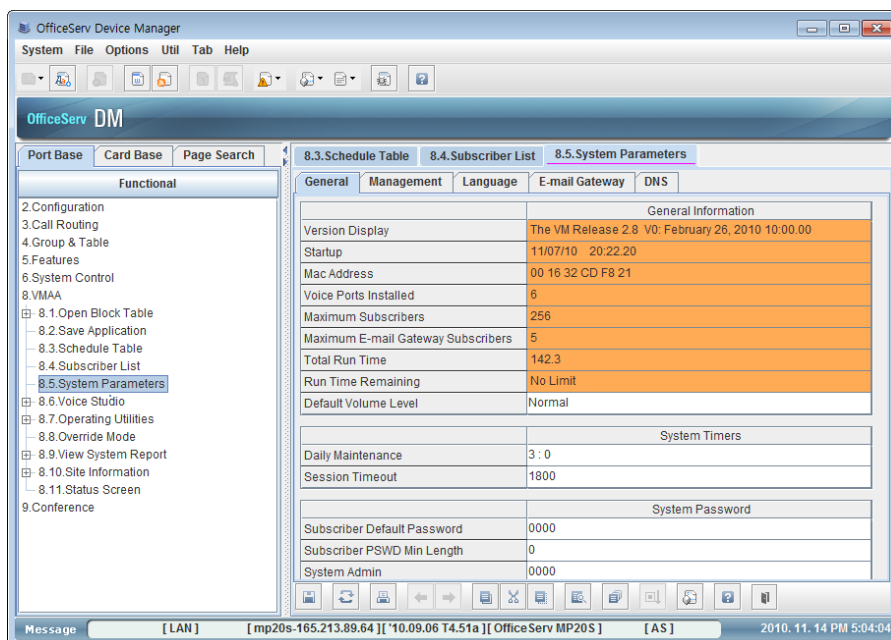 OfficeServ Device Manager
System File Options Util Tab Help
OfficeServ DM
Port Base Card Base Page Search
Functional
2.Configuration
3.Call Routing
4.Group & Table
5.Features
6.System Control
8.VMAA
8.1.Open Block Table
8.2.Save Application
8.3.Schedule Table
8.4.Subscriber List
8.5.System Parameters
8.6.Voice Studio
8.7.Operating Utilities
8.8.Override Mode
8.9.View System Report
8.10.Site Information
8.11.Status Screen
9.Conference
8.3.Schedule Table 8.4.Subscriber List 8.5.System Parameters
General Management Language E-mail Gateway DNS
General Information
Version Display The VM Release 2.8 V0: February 26, 2010 10:00.00
Startup 11/07/10 20:22.20
Mac Address 00 16 32 CD F8 21
Voice Ports Installed 6
Maximum Subscribers 256
Maximum E-mail Gateway Subscribers 5
Total Run Time 142.3
Run Time Remaining No Limit
Default Volume Level Normal
System Timers
Daily Maintenance 3 : 0
Session Timeout 1800
System Password
Subscriber Default Password 0000
Subscriber PSWD Min Length 0
System Admin 0000
Message [ LAN ] [ mp20s-165.213.89.64 ][ '10.09.06 T4.51a ][ OfficeServ MP20S ] [ AS ] 2010. 11. 14 PM 5:04:04